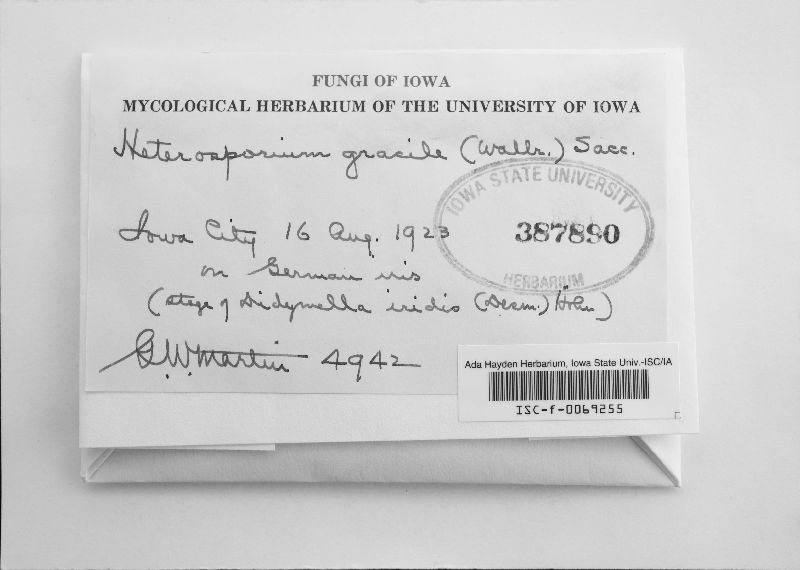 FUNGI OF IOWA
MYCOLOGICAL HERBARIUM OF THE UNIVERSITY OF IOWA
Heterosporium gracile (Wallr.) Sacc.
IOWA STATE UNIVERSITY
387890
HERBARIUM
Iowa City 16 Aug. 1923
on German iris
(stage of Didymella iridis (Desm.) Höhn)
G.W. Martin 4942
Ada Hayden Herbarium, Iowa State Univ.-ISC/IA
ISC-f-0069255